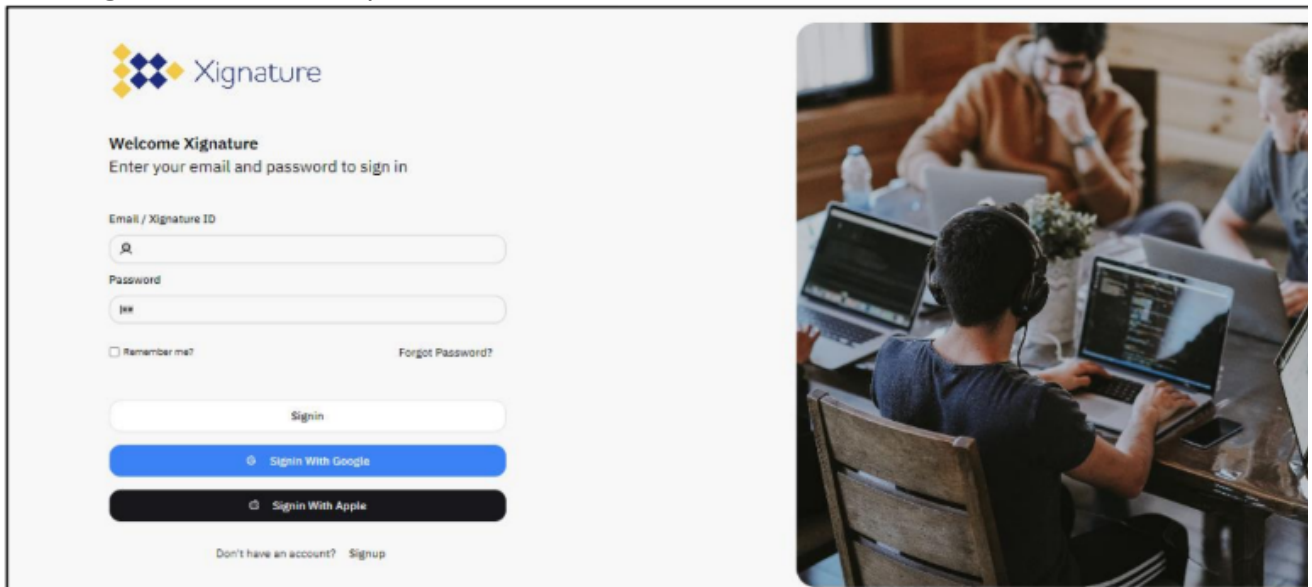 Xignature
Welcome Xignature
Enter your email and password to sign in
Email / Xignature ID
Password
Remember me?
Forgot Password?
Signin
Signin With Google
Signin With Apple
Don't have an account? Signup